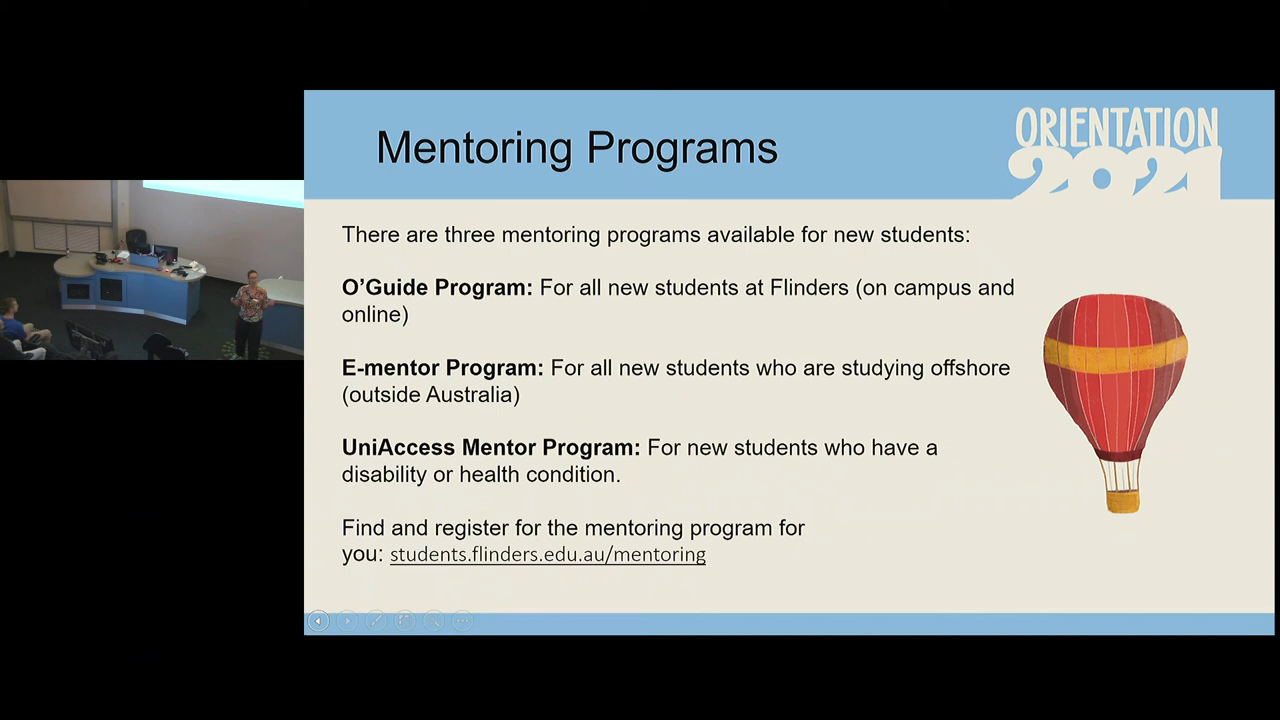 Mentoring Programs
ORIENTATION
2021
There are three mentoring programs available for new students:
O’Guide Program: For all new students at Flinders (on campus and
online)
E-mentor Program: For all new students who are studying offshore
(outside Australia)
UniAccess Mentor Program: For new students who have a
disability or health condition.
Find and register for the mentoring program for
you: students.flinders.edu.au/mentoring